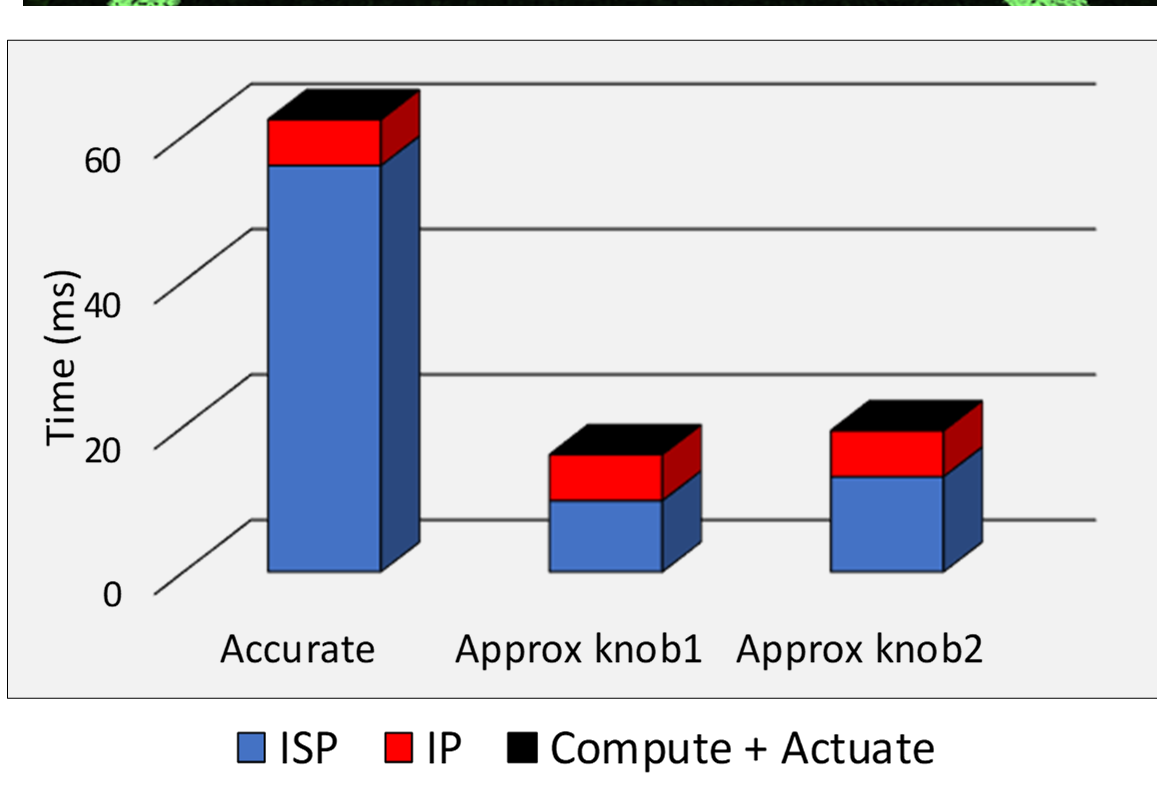 60
40
20
0
Time (ms)
Accurate Approx knob1 Approx knob2
ISP IP Compute + Actuate